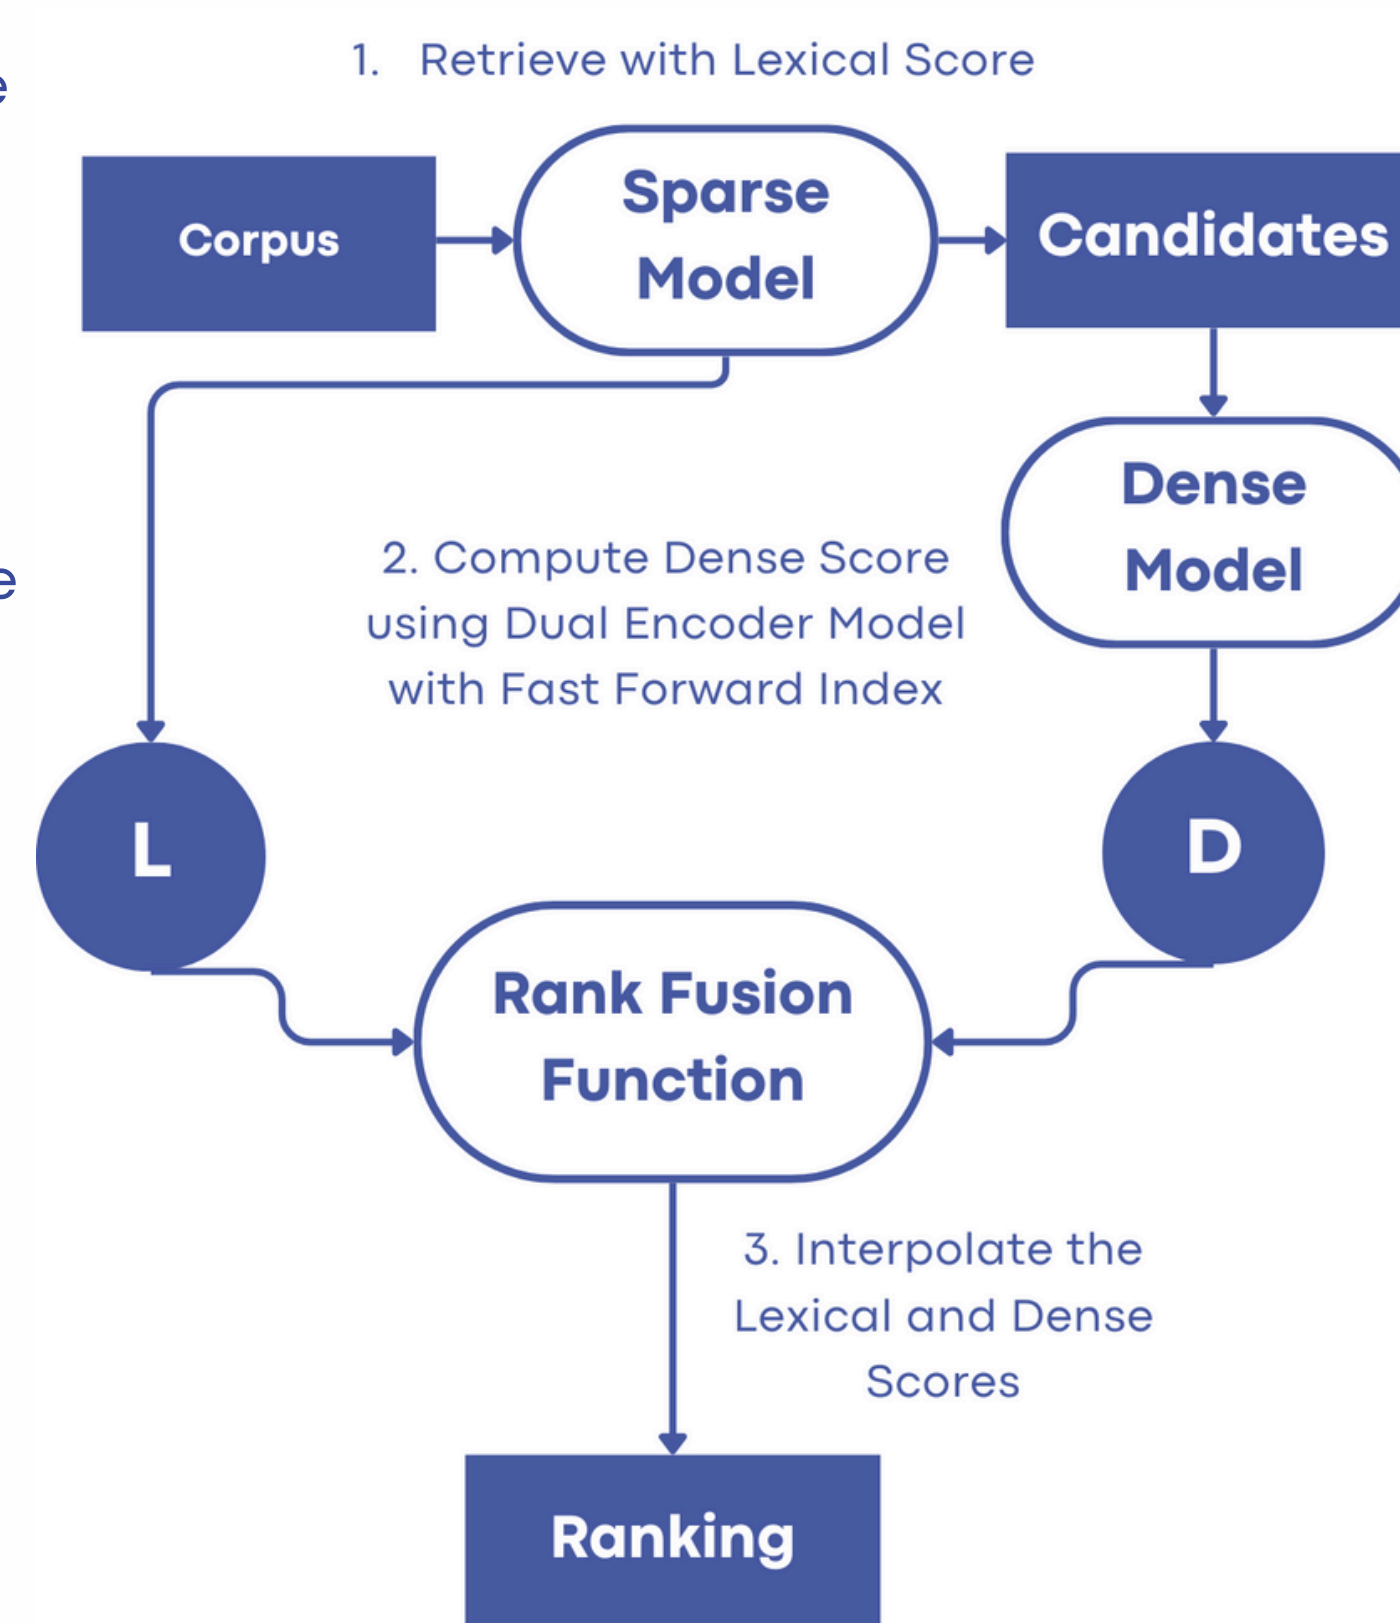 1. Retrieve with Lexical Score
Corpus
Sparse
Model
Candidates
Dense
Model
2. Compute Dense Score
using Dual Encoder Model
with Fast Forward Index
L
D
Rank Fusion
Function
3. Interpolate the
Lexical and Dense
Scores
Ranking